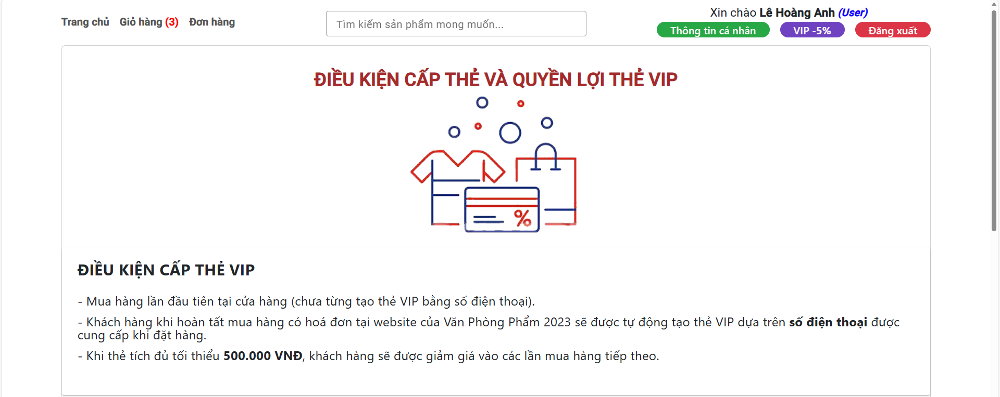 Trang chủ Giỏ hàng (3) Đơn hàng
Tìm kiếm sản phẩm mong muốn...
Xin chào Lê Hoàng Anh (User)
Thông tin cá nhân VIP -5% Đăng xuất
ĐIỀU KIỆN CẤP THẺ VÀ QUYỀN LỢI THẺ VIP
%
ĐIỀU KIỆN CẤP THẺ VIP
- Mua hàng lần đầu tiên tại cửa hàng (chưa từng tạo thẻ VIP bằng số điện thoại).
- Khách hàng khi hoàn tất mua hàng có hoá đơn tại website của Văn Phòng Phẩm 2023 sẽ được tự động tạo thẻ VIP dựa trên số điện thoại được
cung cấp khi đặt hàng.
- Khi thẻ tích đủ tối thiểu 500.000 VNĐ, khách hàng sẽ được giảm giá vào các lần mua hàng tiếp theo.